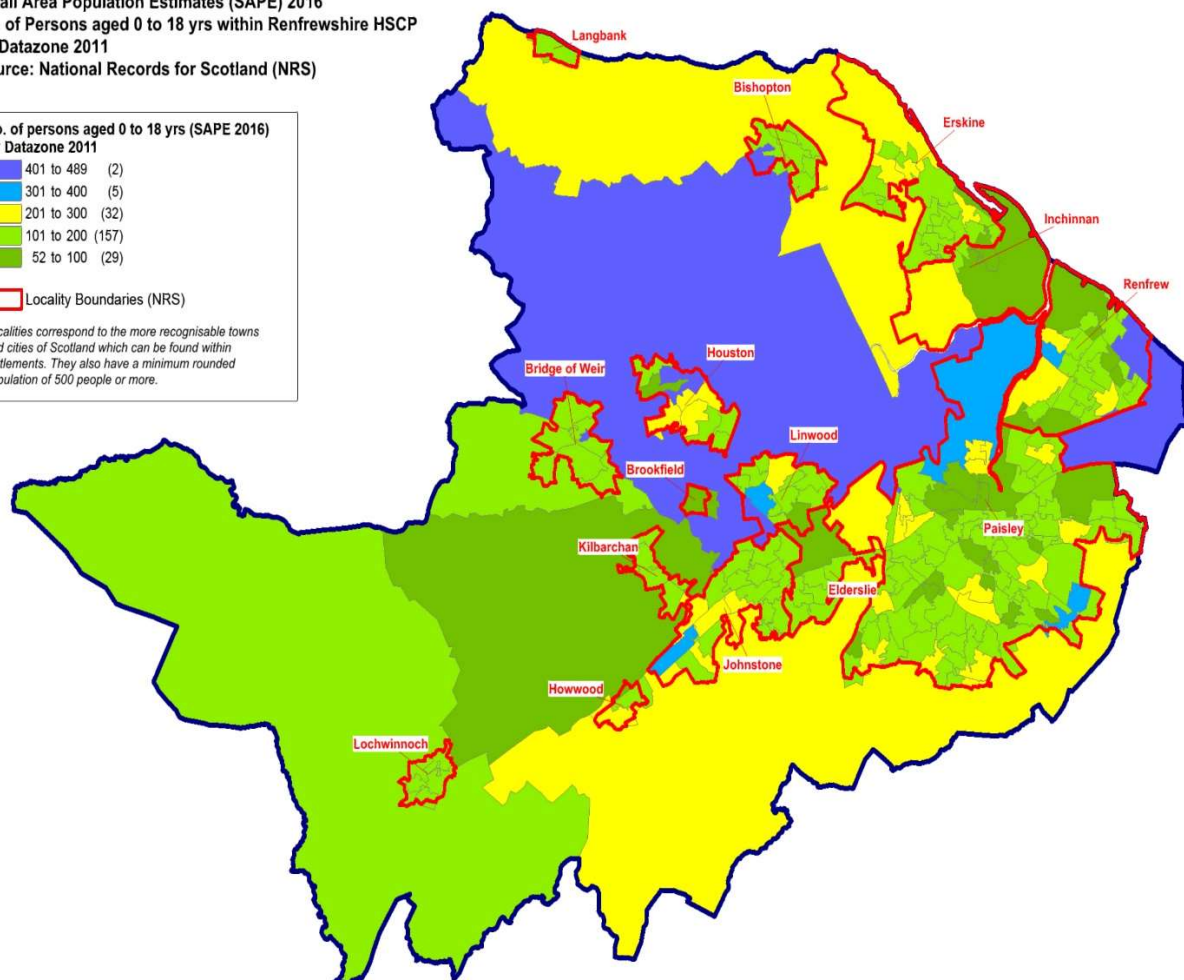 all Area Population Estimates (SAPE) 2016
of Persons aged 0 to 18 yrs within Renfrewshire HSCP
Datazone 2011
urce: National Records for Scotland (NRS)
o. of persons aged 0 to 18 yrs (SAPE 2016)
Datazone 2011
401 to 489 (2)
301 to 400 (5)
201 to 300 (32)
101 to 200 (157)
52 to 100 (29)
Locality Boundaries (NRS)
calities correspond to the more recognisable towns
d cities of Scotland which can be found within
ttlements. They also have a minimum rounded
pulation of 500 people or more.
Langbank
Bishopton
Erskine
Inchinnan
Renfrew
Houston
Bridge of Weir
Linwood
Brookfield
Paisley
Kilbarchan
Elderslie
Johnstone
Howwood
Lochwinnoch